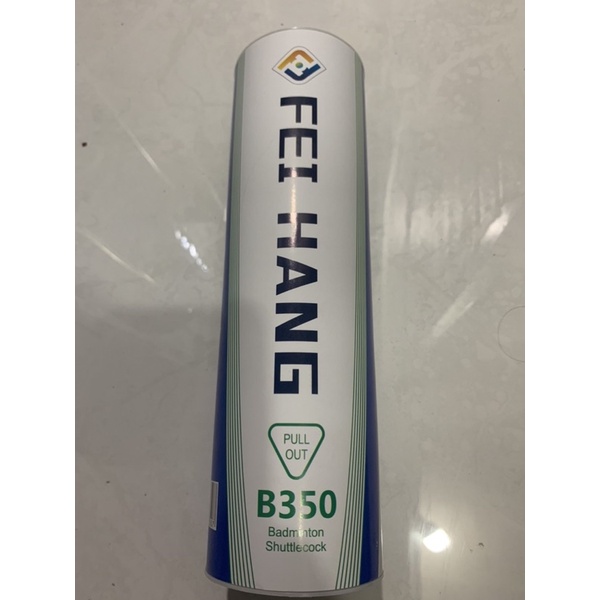 FEI HANG
PULL
OUT
B350
Badminton
Shuttlecock